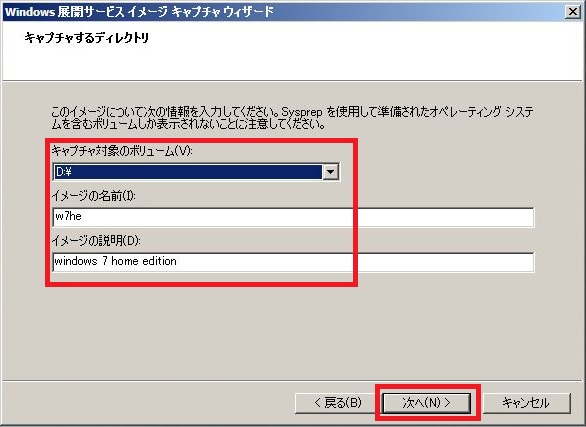 Windows 展開サービス イメージ キャプチャ ウィザード
キャプチャするディレクトリ
このイメージについて次の情報を入力してください。Sysprep を使用して準備されたオペレーティング システ
ムを含むボリュームしか表示されないことに注意してください。
キャプチャ対象のボリューム(V):
D:¥
イメージの名前(I):
w7he
イメージの説明(D):
windows 7 home edition
< 戻る(B)
次へ(N) >
キャンセル